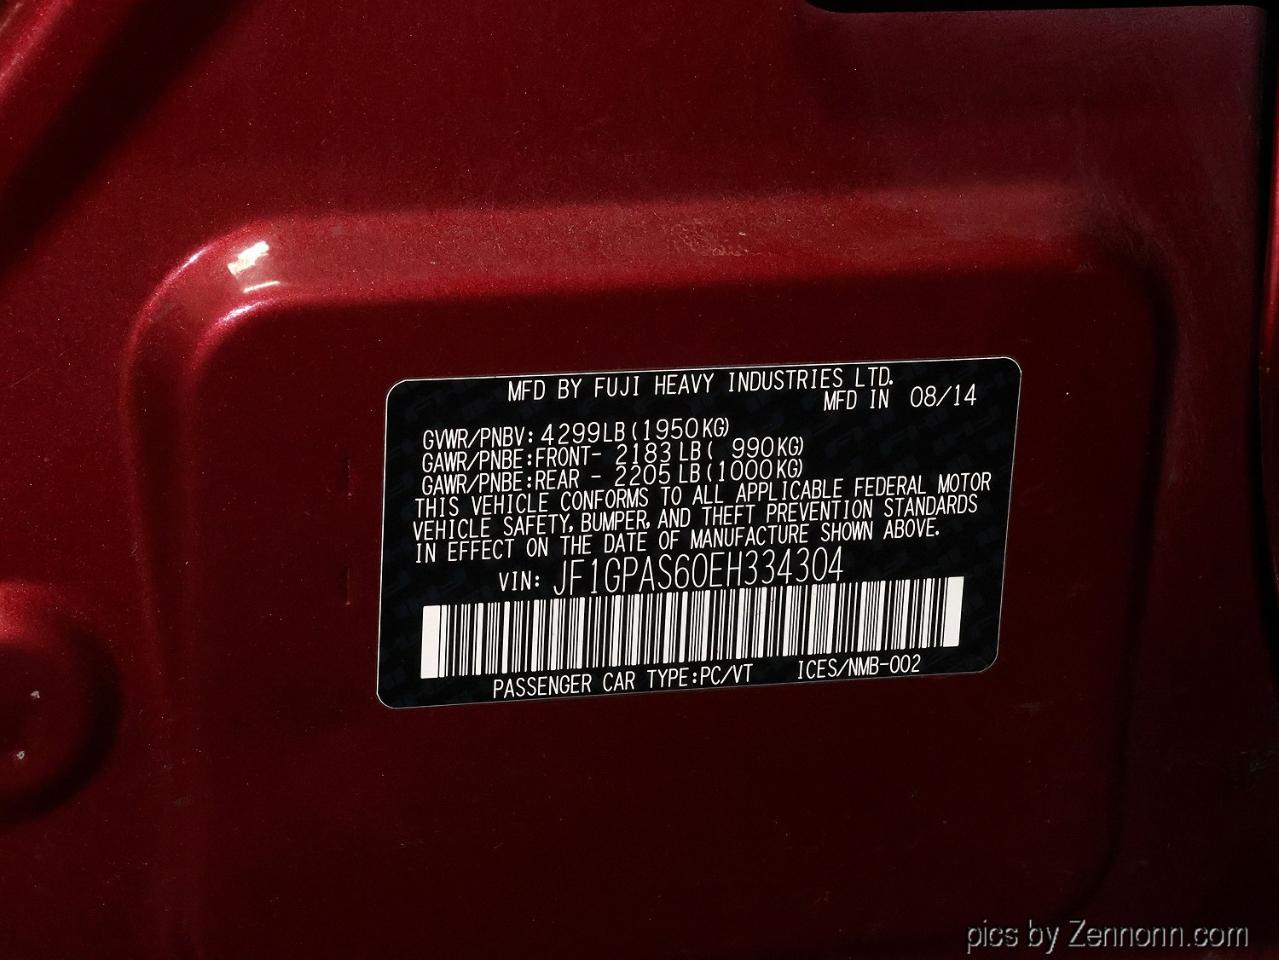 MFD BY FUJI HEAVY INDUSTRIES LTD.
MFD IN 08/14
GVWR/PNBV: 4299LB(1950KG)
GAWR/PNBE:FRONT- 2183LB( 990KG)
GAWR/PNBE:REAR - 2205LB(1000KG)
THIS VEHICLE CONFORMS TO ALL APPLICABLE FEDERAL MOTOR
VEHICLE SAFETY, BUMPER, AND THEFT PREVENTION STANDARDS
IN EFFECT ON THE DATE OF MANUFACTURE SHOWN ABOVE.
VIN: JF1GPAS60EH334304
PASSENGER CAR TYPE:PC/VT ICES/NMB-002
pics by Zennonn.com